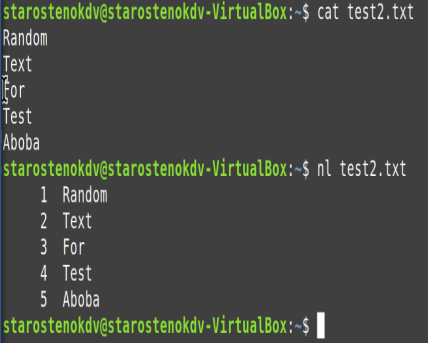 starostenokdv@starostenokdv-VirtualBox:~$ cat test2.txt
Random
Text
For
Test
Aboba
starostenokdv@starostenokdv-VirtualBox:~$ nl test2.txt
     1  Random
     2  Text
     3  For
     4  Test
     5  Aboba
starostenokdv@starostenokdv-VirtualBox:~$